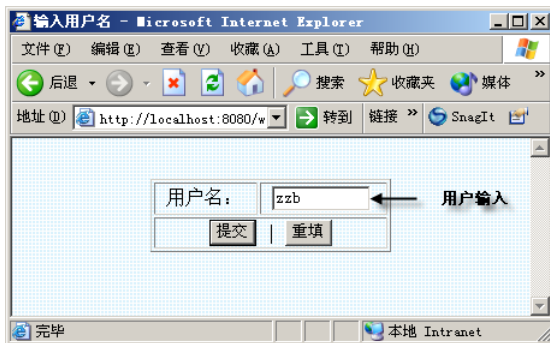 输入用户名 - Microsoft Internet Explorer
文件(F) 编辑(E) 查看(V) 收藏(A) 工具(T) 帮助(H)
后退 搜索 收藏夹 媒体 »
地址(D) http://localhost:8080/w 转到 链接 » SnagIt
用户名： zzb 用户输入
提交 | 重填
完毕 本地 Intranet